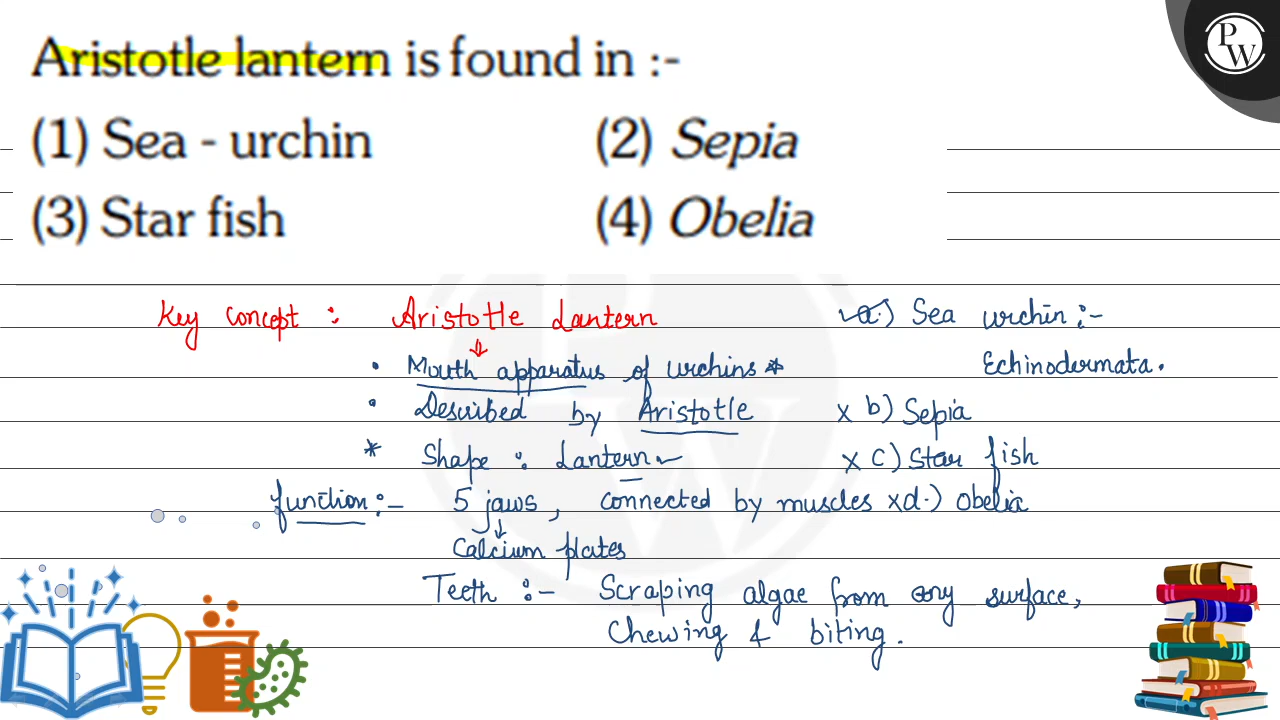 Aristotle lantern is found in :-
(1) Sea - urchin (2) Sepia
(3) Star fish (4) Obelia
Key concept : Aristotle Lantern
• Mouth apparatus of urchins *
• Described by Aristotle
* Shape : Lantern
function :- 5 jaws, connected by muscles
Calcium plates
Teeth :- Scraping algae from any surface,
Chewing & biting.
a.) Sea urchin :-
Echinodermata.
x b) Sepia
x c) Star fish
x d.) Obelia
PW